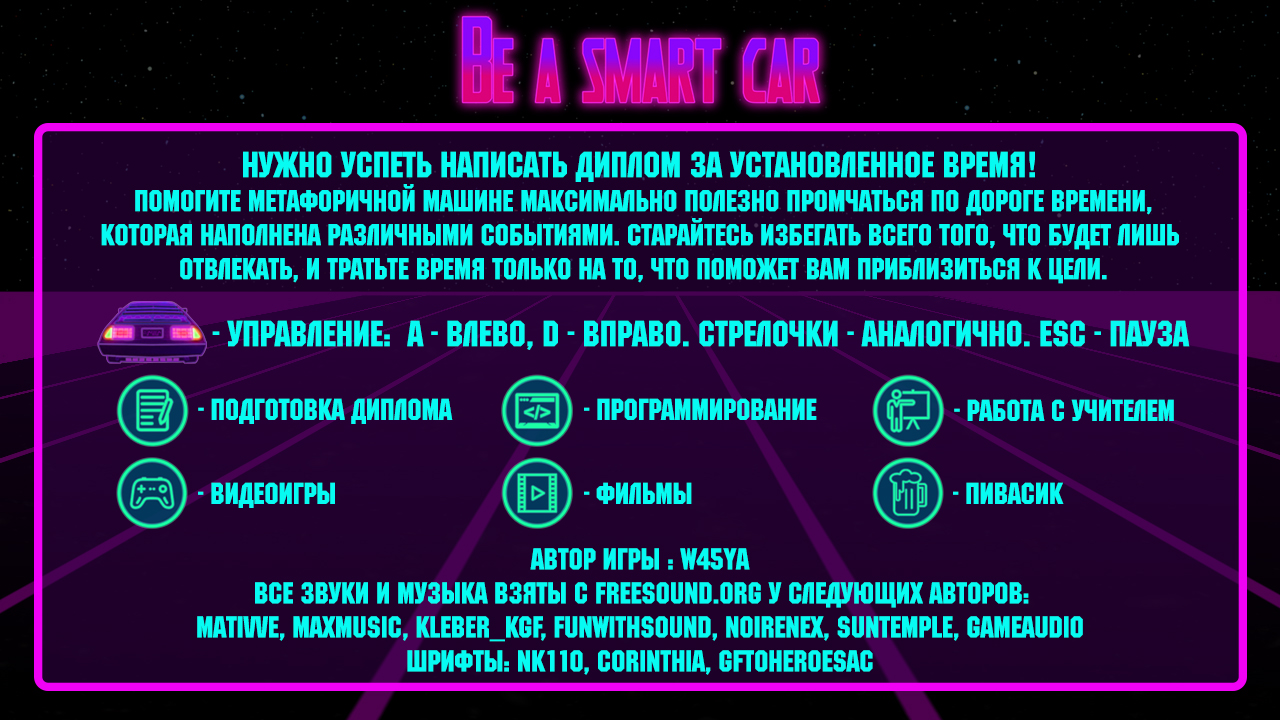 Be a smart car
НУЖНО УСПЕТЬ НАПИСАТЬ ДИПЛОМ ЗА УСТАНОВЛЕННОЕ ВРЕМЯ!
ПОМОГИТЕ МЕТАФОРИЧНОЙ МАШИНЕ МАКСИМАЛЬНО ПОЛЕЗНО ПРОМЧАТЬСЯ ПО ДОРОГЕ ВРЕМЕНИ,
КОТОРАЯ НАПОЛНЕНА РАЗЛИЧНЫМИ СОБЫТИЯМИ. СТАРАЙТЕСЬ ИЗБЕГАТЬ ВСЕГО ТОГО, ЧТО БУДЕТ ЛИШЬ
ОТВЛЕКАТЬ, И ТРАТЬТЕ ВРЕМЯ ТОЛЬКО НА ТО, ЧТО ПОМОЖЕТ ВАМ ПРИБЛИЗИТЬСЯ К ЦЕЛИ.
- УПРАВЛЕНИЕ: A - ВЛЕВО, D - ВПРАВО. СТРЕЛОЧКИ - АНАЛОГИЧНО. ESC - ПАУЗА
- ПОДГОТОВКА ДИПЛОМА - ПРОГРАММИРОВАНИЕ - РАБОТА С УЧИТЕЛЕМ
- ВИДЕОИГРЫ - ФИЛЬМЫ - ПИВАСИК
АВТОР ИГРЫ : W45YA
ВСЕ ЗВУКИ И МУЗЫКА ВЗЯТЫ С FREESOUND.ORG У СЛЕДУЮЩИХ АВТОРОВ:
MATIVVE, MAXMUSIC, KLEBER_KGF, FUNWITHSOUND, NOIRENEX, SUNTEMPLE, GAMEAUDIO
ШРИФТЫ: NK110, CORINTHIA, GFTOHEROESAC